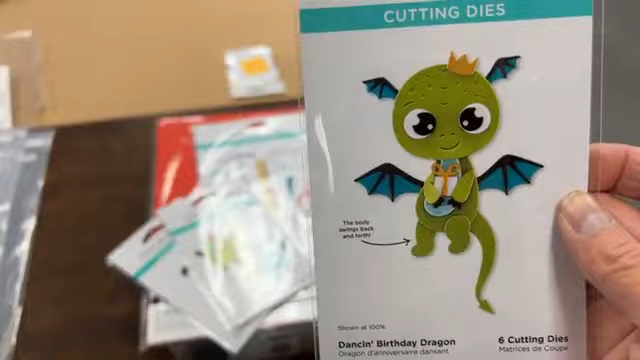 CUTTING DIES
The body
swings back
and forth!
Shown at 100%
Dancin' Birthday Dragon
Dragon d'anniversaire dansant
6 Cutting Dies
Matrices de Coupe